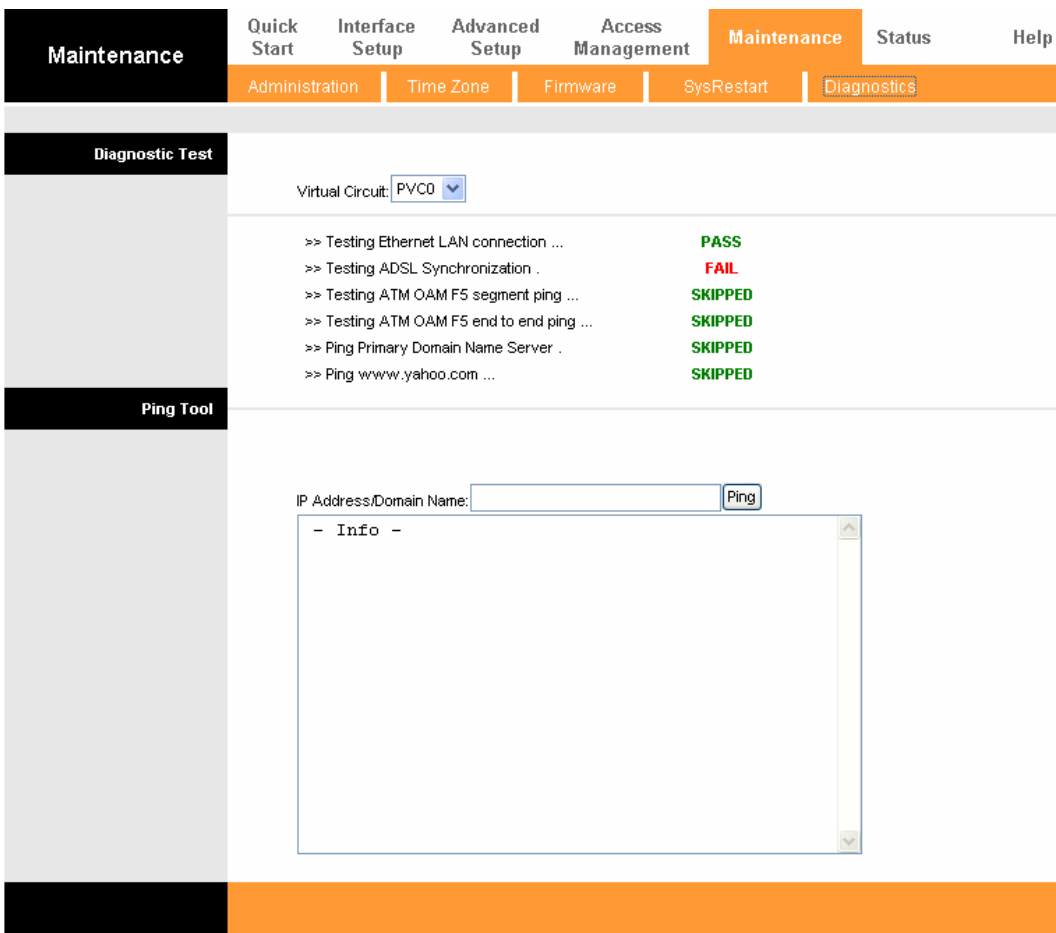 Maintenance
Quick Start
Interface Setup
Advanced Setup
Access Management
Maintenance
Status
Help
Administration
Time Zone
Firmware
SysRestart
Diagnostics
Diagnostic Test
Virtual Circuit: PVC0
>> Testing Ethernet LAN connection ... PASS
>> Testing ADSL Synchronization . FAIL
>> Testing ATM OAM F5 segment ping ... SKIPPED
>> Testing ATM OAM F5 end to end ping ... SKIPPED
>> Ping Primary Domain Name Server . SKIPPED
>> Ping www.yahoo.com ... SKIPPED
Ping Tool
IP Address/Domain Name: Ping
- Info -